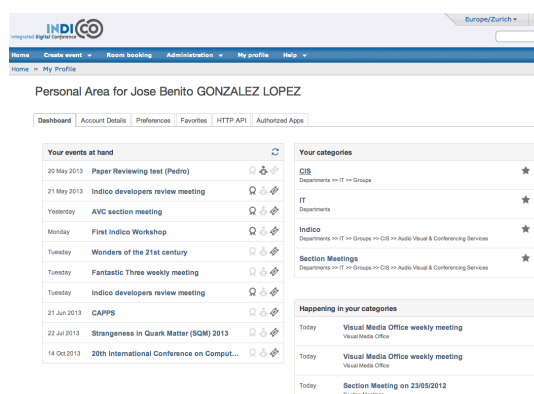 INDICO
Integrated Digital Conference
Europe/Zurich
Home Create event Room booking Administration My profile Help
Home » My Profile
Personal Area for Jose Benito GONZALEZ LOPEZ
Dashboard Account Details Preferences Favorites HTTP API Authorized Apps
Your events at hand
20 May 2013 Paper Reviewing test (Pedro)
21 May 2013 Indico developers review meeting
Yesterday AVC section meeting
Monday First Indico Workshop
Tuesday Wonders of the 21st century
Tuesday Fantastic Three weekly meeting
Tuesday Indico developers review meeting
21 Jun 2013 CAPPS
22 Jul 2013 Strangeness in Quark Matter (SQM) 2013
14 Oct 2013 20th International Conference on Comput...
Your categories
CIS
Departments >> IT >> Groups
IT
Departments
Indico
Departments >> IT >> Groups >> CIS >> Audio Visual & Conferencing Services
Section Meetings
Departments >> IT >> Groups >> CIS >> Audio Visual & Conferencing Services
Happening in your categories
Today Visual Media Office weekly meeting
Visual Media Office
Today Visual Media Office weekly meeting
Visual Media Office
Today Section Meeting on 23/05/2012
Section Meetings